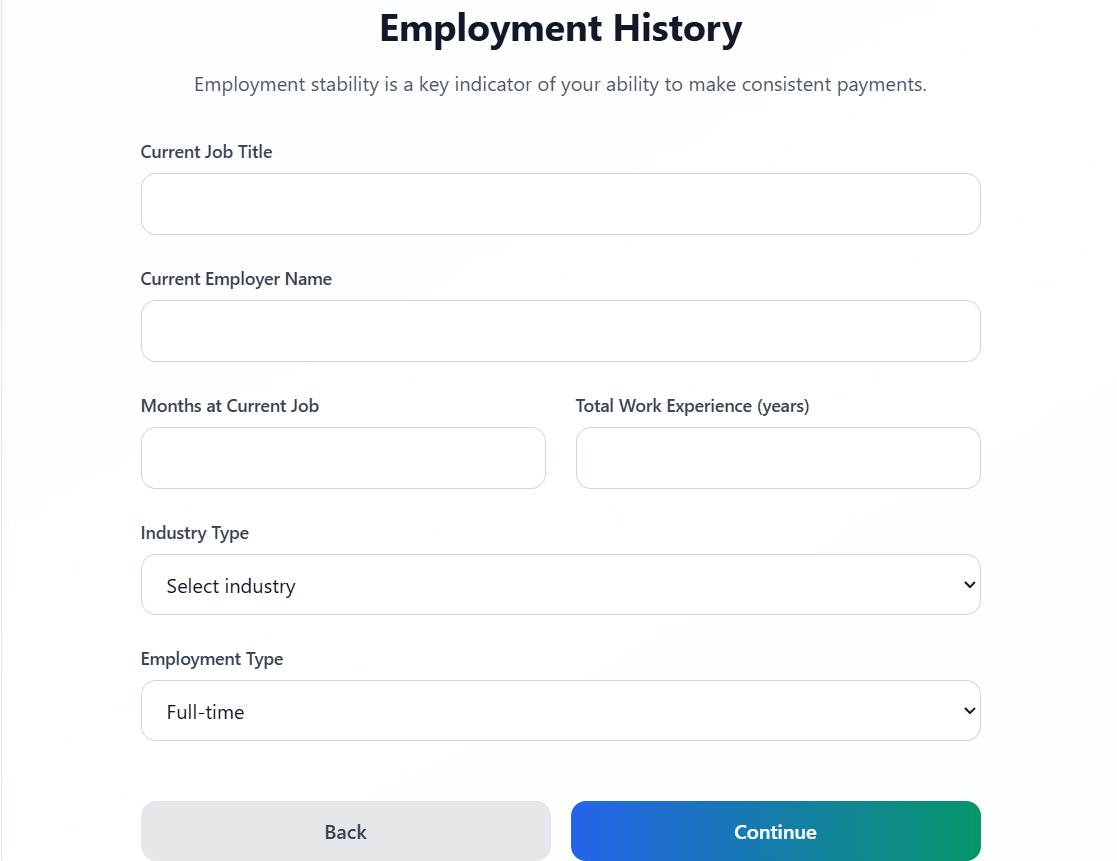 Employment History
Employment stability is a key indicator of your ability to make consistent payments.
Current Job Title
Current Employer Name
Months at Current Job
Total Work Experience (years)
Industry Type
Select industry
Employment Type
Full-time
Back
Continue